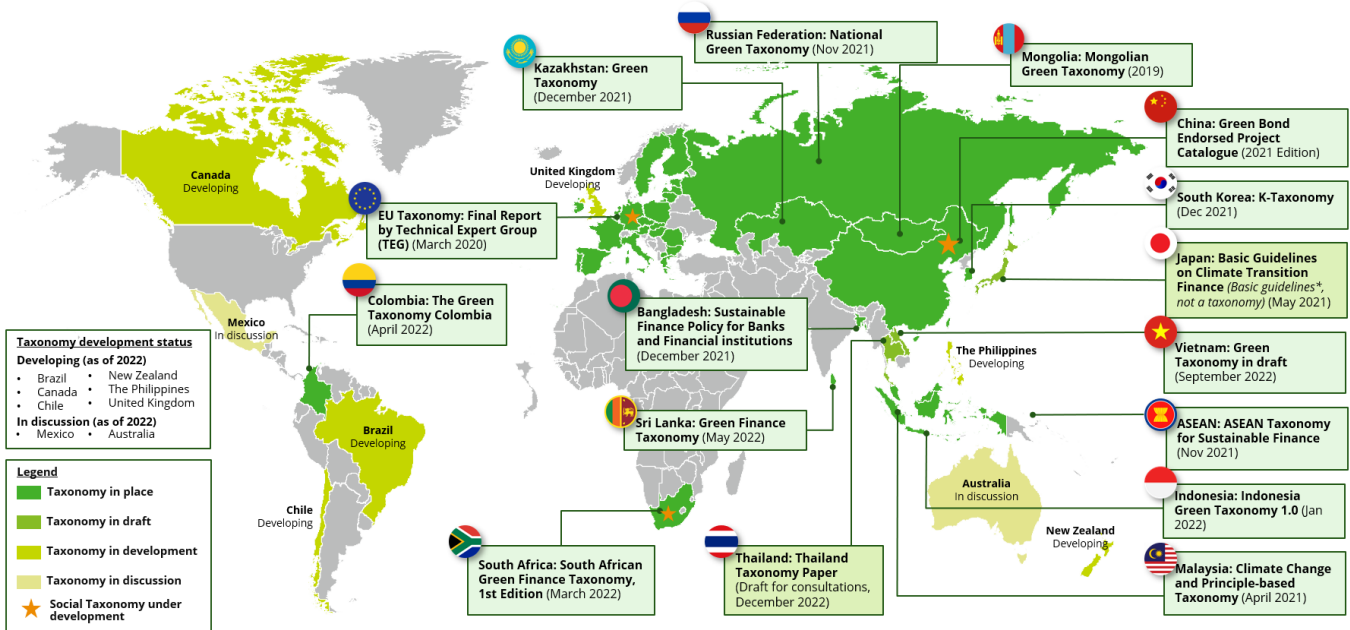 Russian Federation: National
Green Taxonomy (Nov 2021)
Kazakhstan: Green
Taxonomy
(December 2021)
Mongolia: Mongolian
Green Taxonomy (2019)
China: Green Bond
Endorsed Project
Catalogue (2021 Edition)
Canada
Developing
United Kingdom
Developing
South Korea: K-Taxonomy
(Dec 2021)
EU Taxonomy: Final Report
by Technical Expert Group
(TEG) (March 2020)
Japan: Basic Guidelines
on Climate Transition
Finance (Basic guidelines*,
not a taxonomy) (May 2021)
Colombia: The Green
Taxonomy Colombia
(April 2022)
Bangladesh: Sustainable
Finance Policy for Banks
and Financial institutions
(December 2021)
Mexico
In discussion
Vietnam: Green
Taxonomy in draft
(September 2022)
The Philippines
Developing
Taxonomy development status
Developing (as of 2022)
• Brazil
• Canada
• Chile
• New Zealand
• The Philippines
• United Kingdom
In discussion (as of 2022)
• Mexico • Australia
Sri Lanka: Green Finance
Taxonomy (May 2022)
ASEAN: ASEAN Taxonomy
for Sustainable Finance
(Nov 2021)
Brazil
Developing
Legend
Taxonomy in place
Taxonomy in draft
Taxonomy in development
Taxonomy in discussion
Social Taxonomy under
development
Australia
In discussion
Indonesia: Indonesia
Green Taxonomy 1.0 (Jan
2022)
Chile
Developing
New Zealand
Developing
South Africa: South African
Green Finance Taxonomy,
1st Edition (March 2022)
Thailand: Thailand
Taxonomy Paper
(Draft for consultations,
December 2022)
Malaysia: Climate Change
and Principle-based
Taxonomy (April 2021)